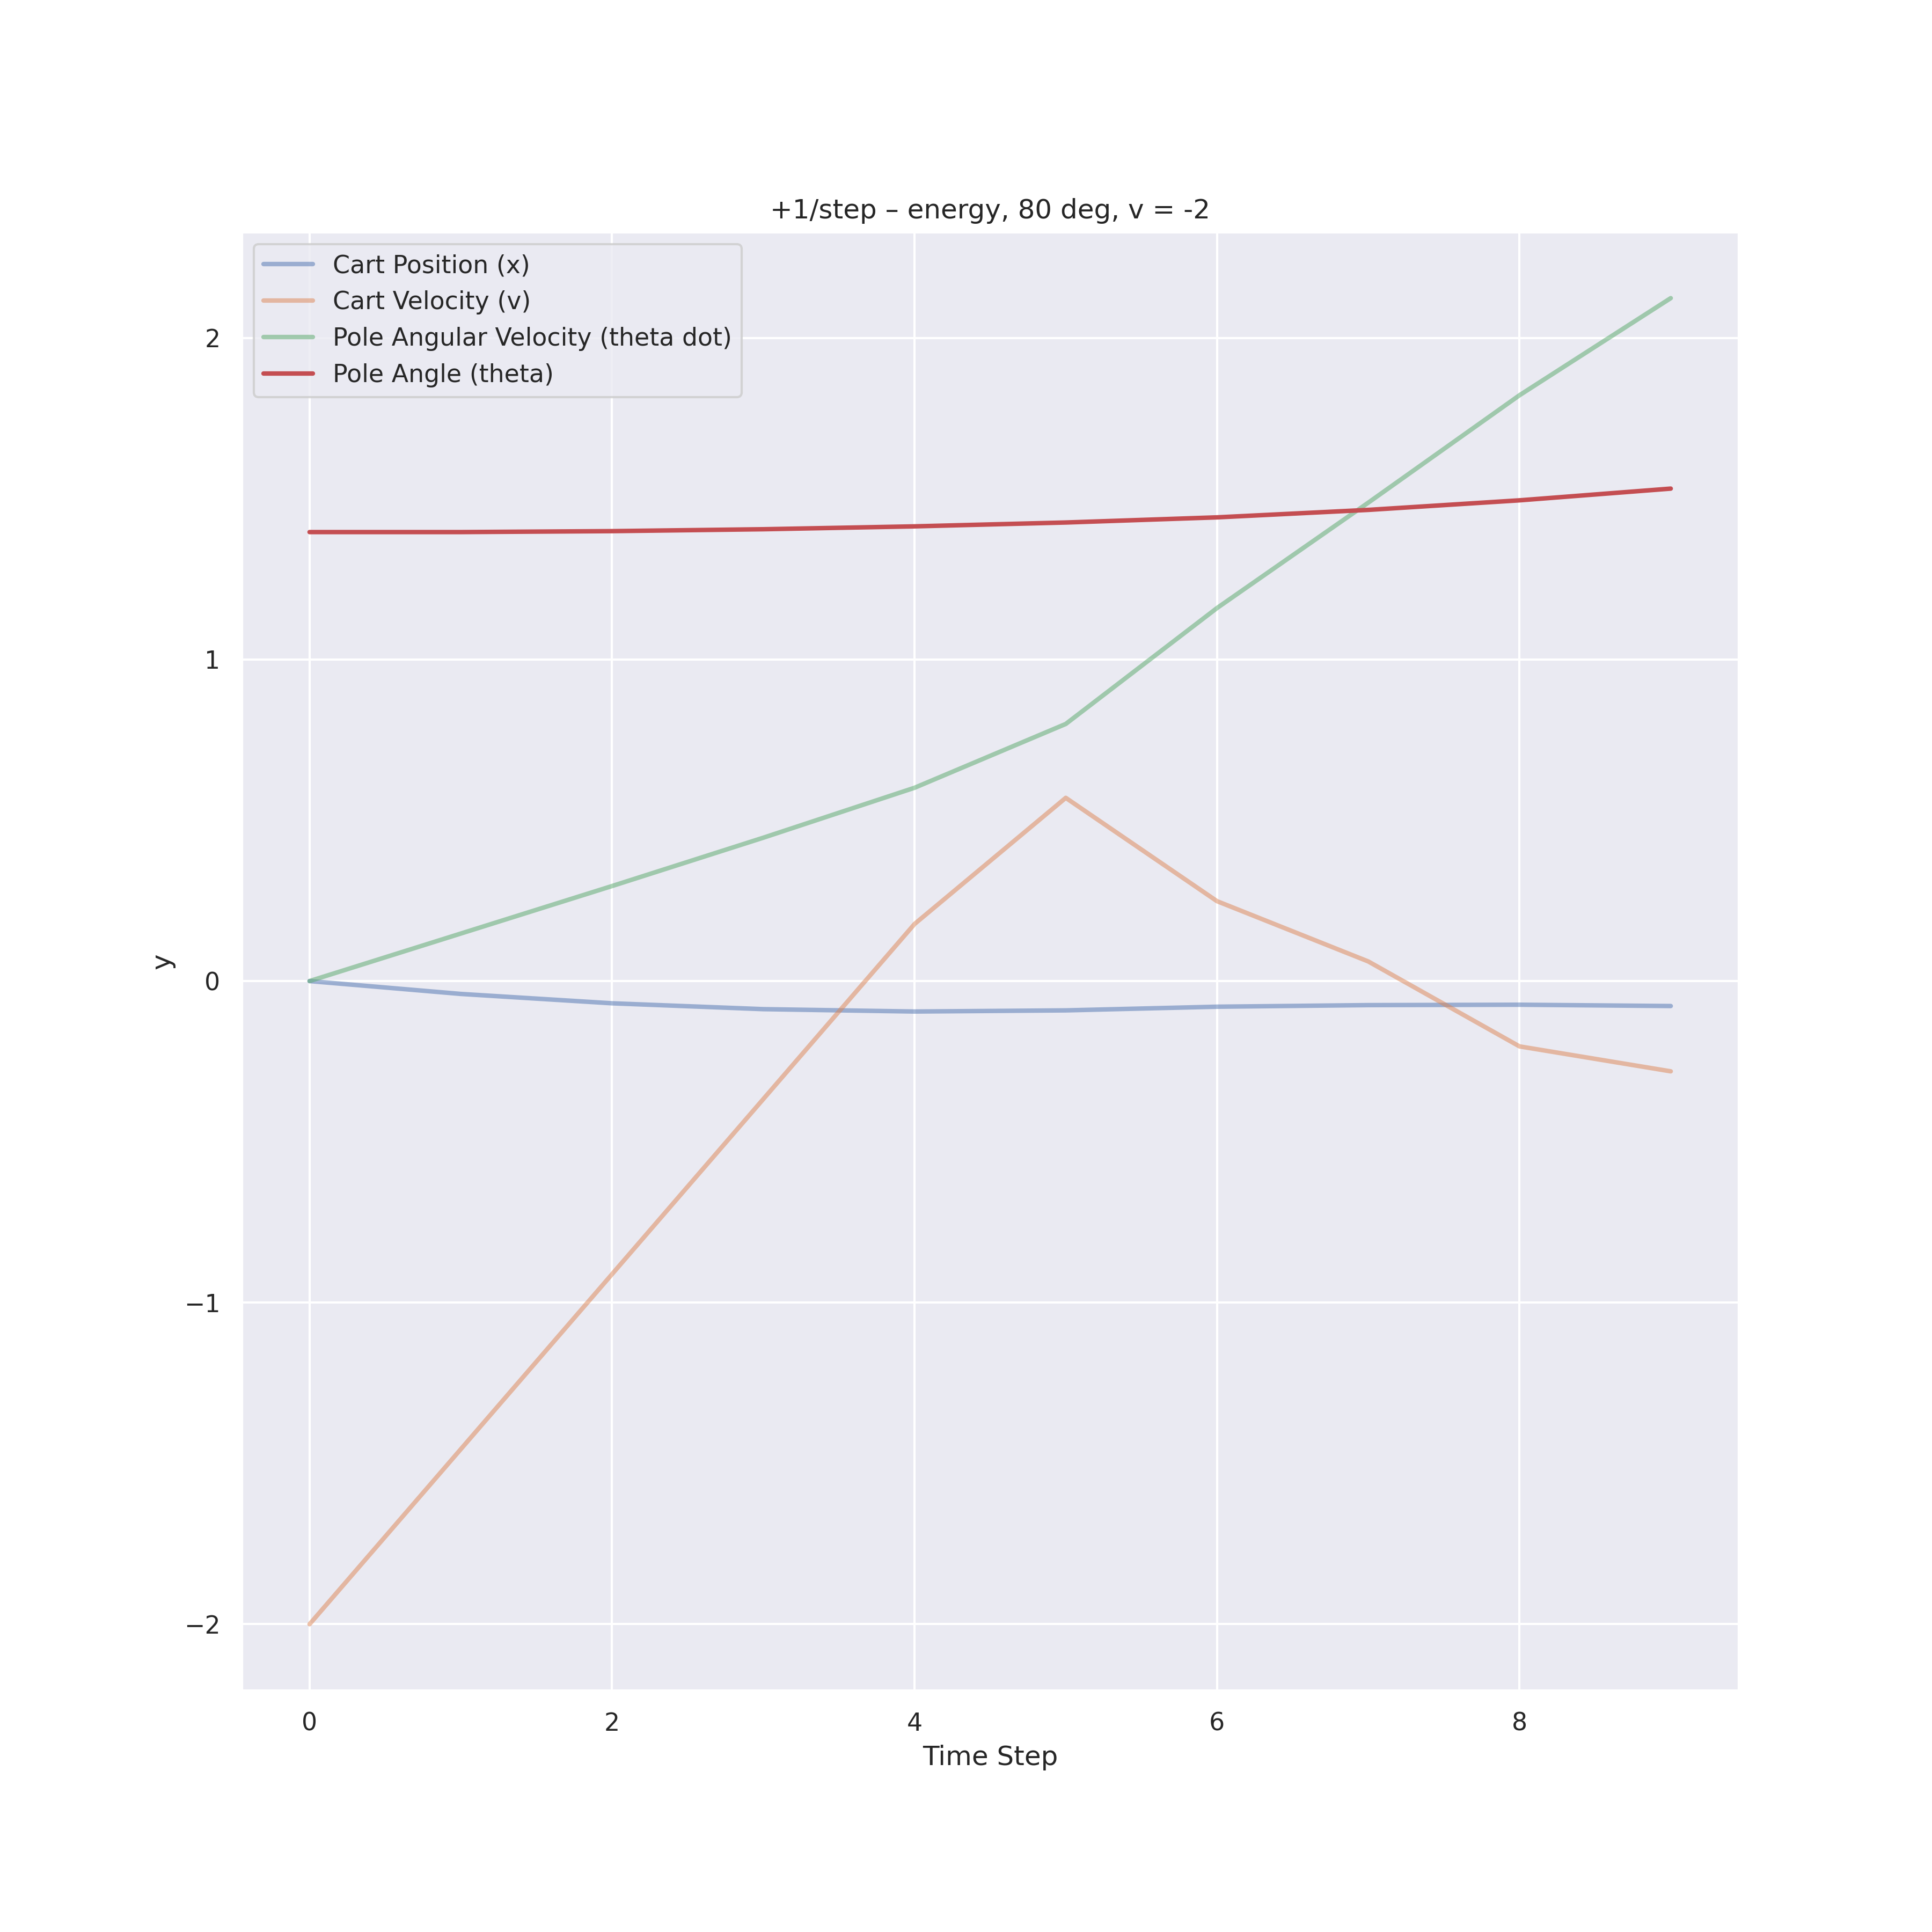 +1/step – energy, 80 deg, v = -2
Cart Position (x)
Cart Velocity (v)
Pole Angular Velocity (theta dot)
Pole Angle (theta)
2
1
0
−1
−2
y
0 2 4 6 8
Time Step